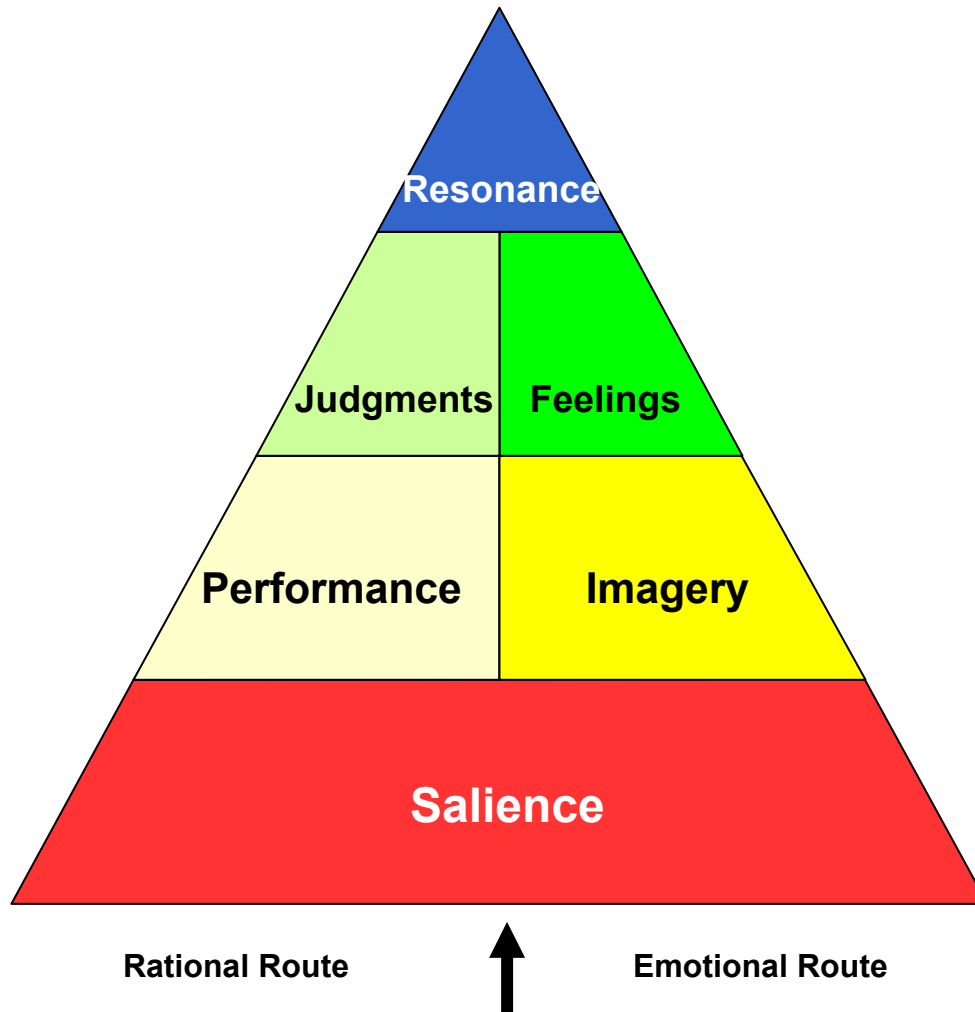 Resonance
Judgments
Feelings
Performance
Imagery
Salience
Rational Route
Emotional Route